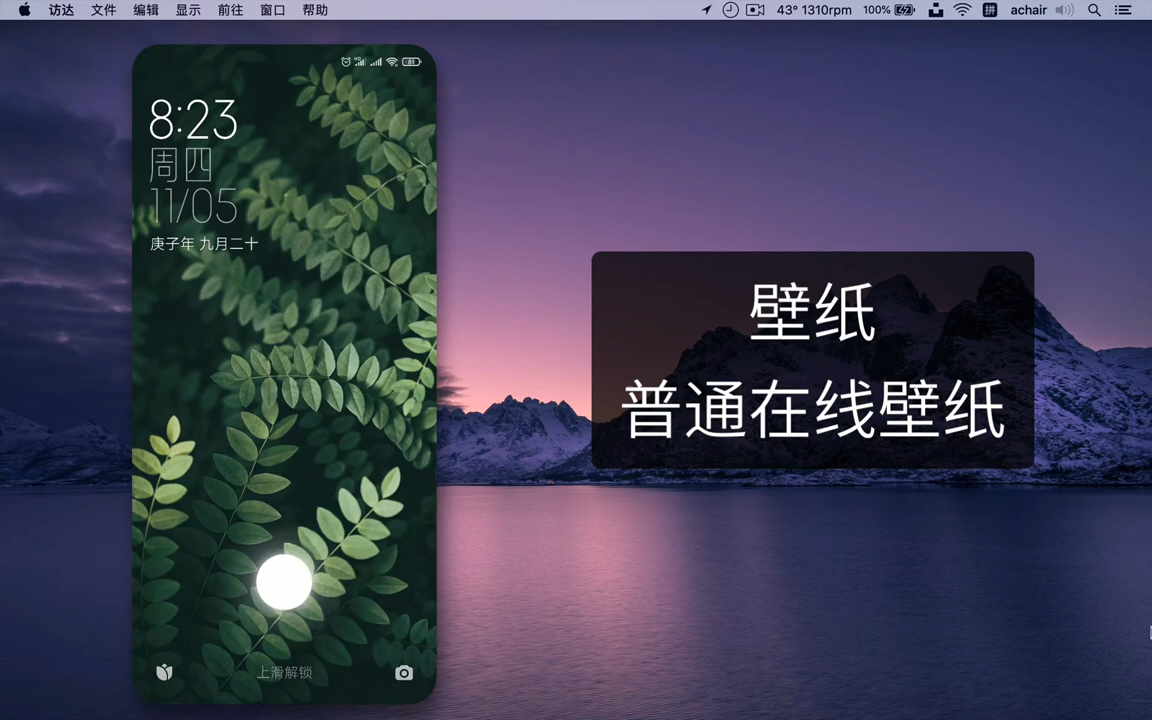 访达 文件 编辑 显示 前往 窗口 帮助 43° 1310rpm 100% 拼 achair
8:23
周四
11/05
庚子年 九月二十
上滑解锁
壁纸
普通在线壁纸